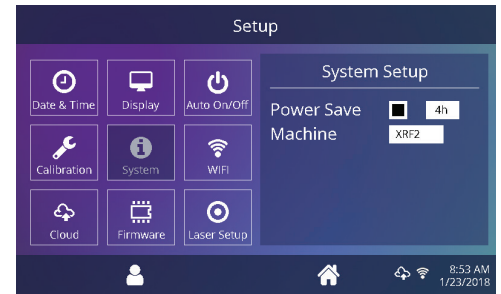 Setup
Date & Time
Display
Auto On/Off
Calibration
System
WIFI
Cloud
Firmware
Laser Setup
System Setup
Power Save 4h
Machine XRF2
8:53 AM
1/23/2018